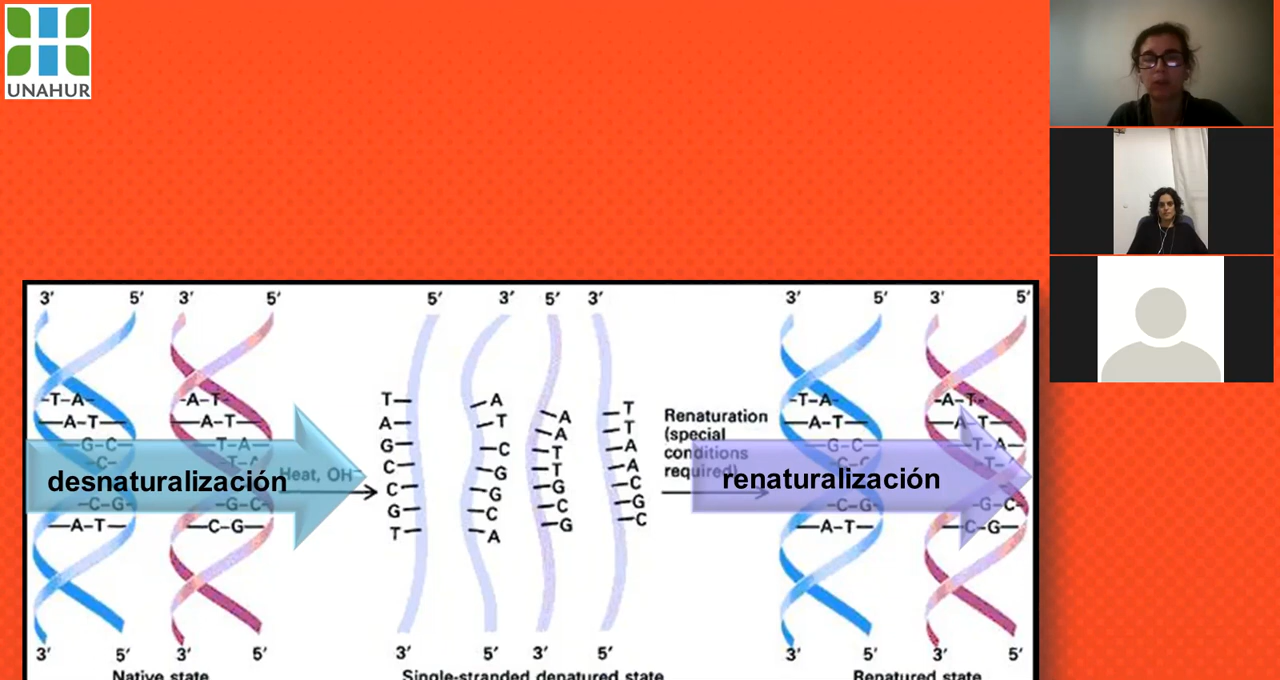 UNAHUR
3′ 5′ 3′ 5′ 5′ 3′ 5′ 3′ 3′ 5′ 3′ 5′
-T-A- -A-T- T A A T -T-A- -A-T-
-A-T- -A-T- A T A T -A-T- -A-T-
-G-C- -T-A- G C T A -G-C- -T-A-
-C- -T-A C G T A -C-C -T-
C G G C
-C-G- -G-C- G C C G -C-G- -G-C-
-A-T- -C-G- T A G C -A-T- -C-G-
Heat, OH⁻
Renaturation
(special
conditions
required)
desnaturalización
renaturalización
3′ 5′ 3′ 5′ 3′ 5′ 3′ 5′ 3′ 5′ 3′ 5′
Native state Single-stranded denatured state Renatured state